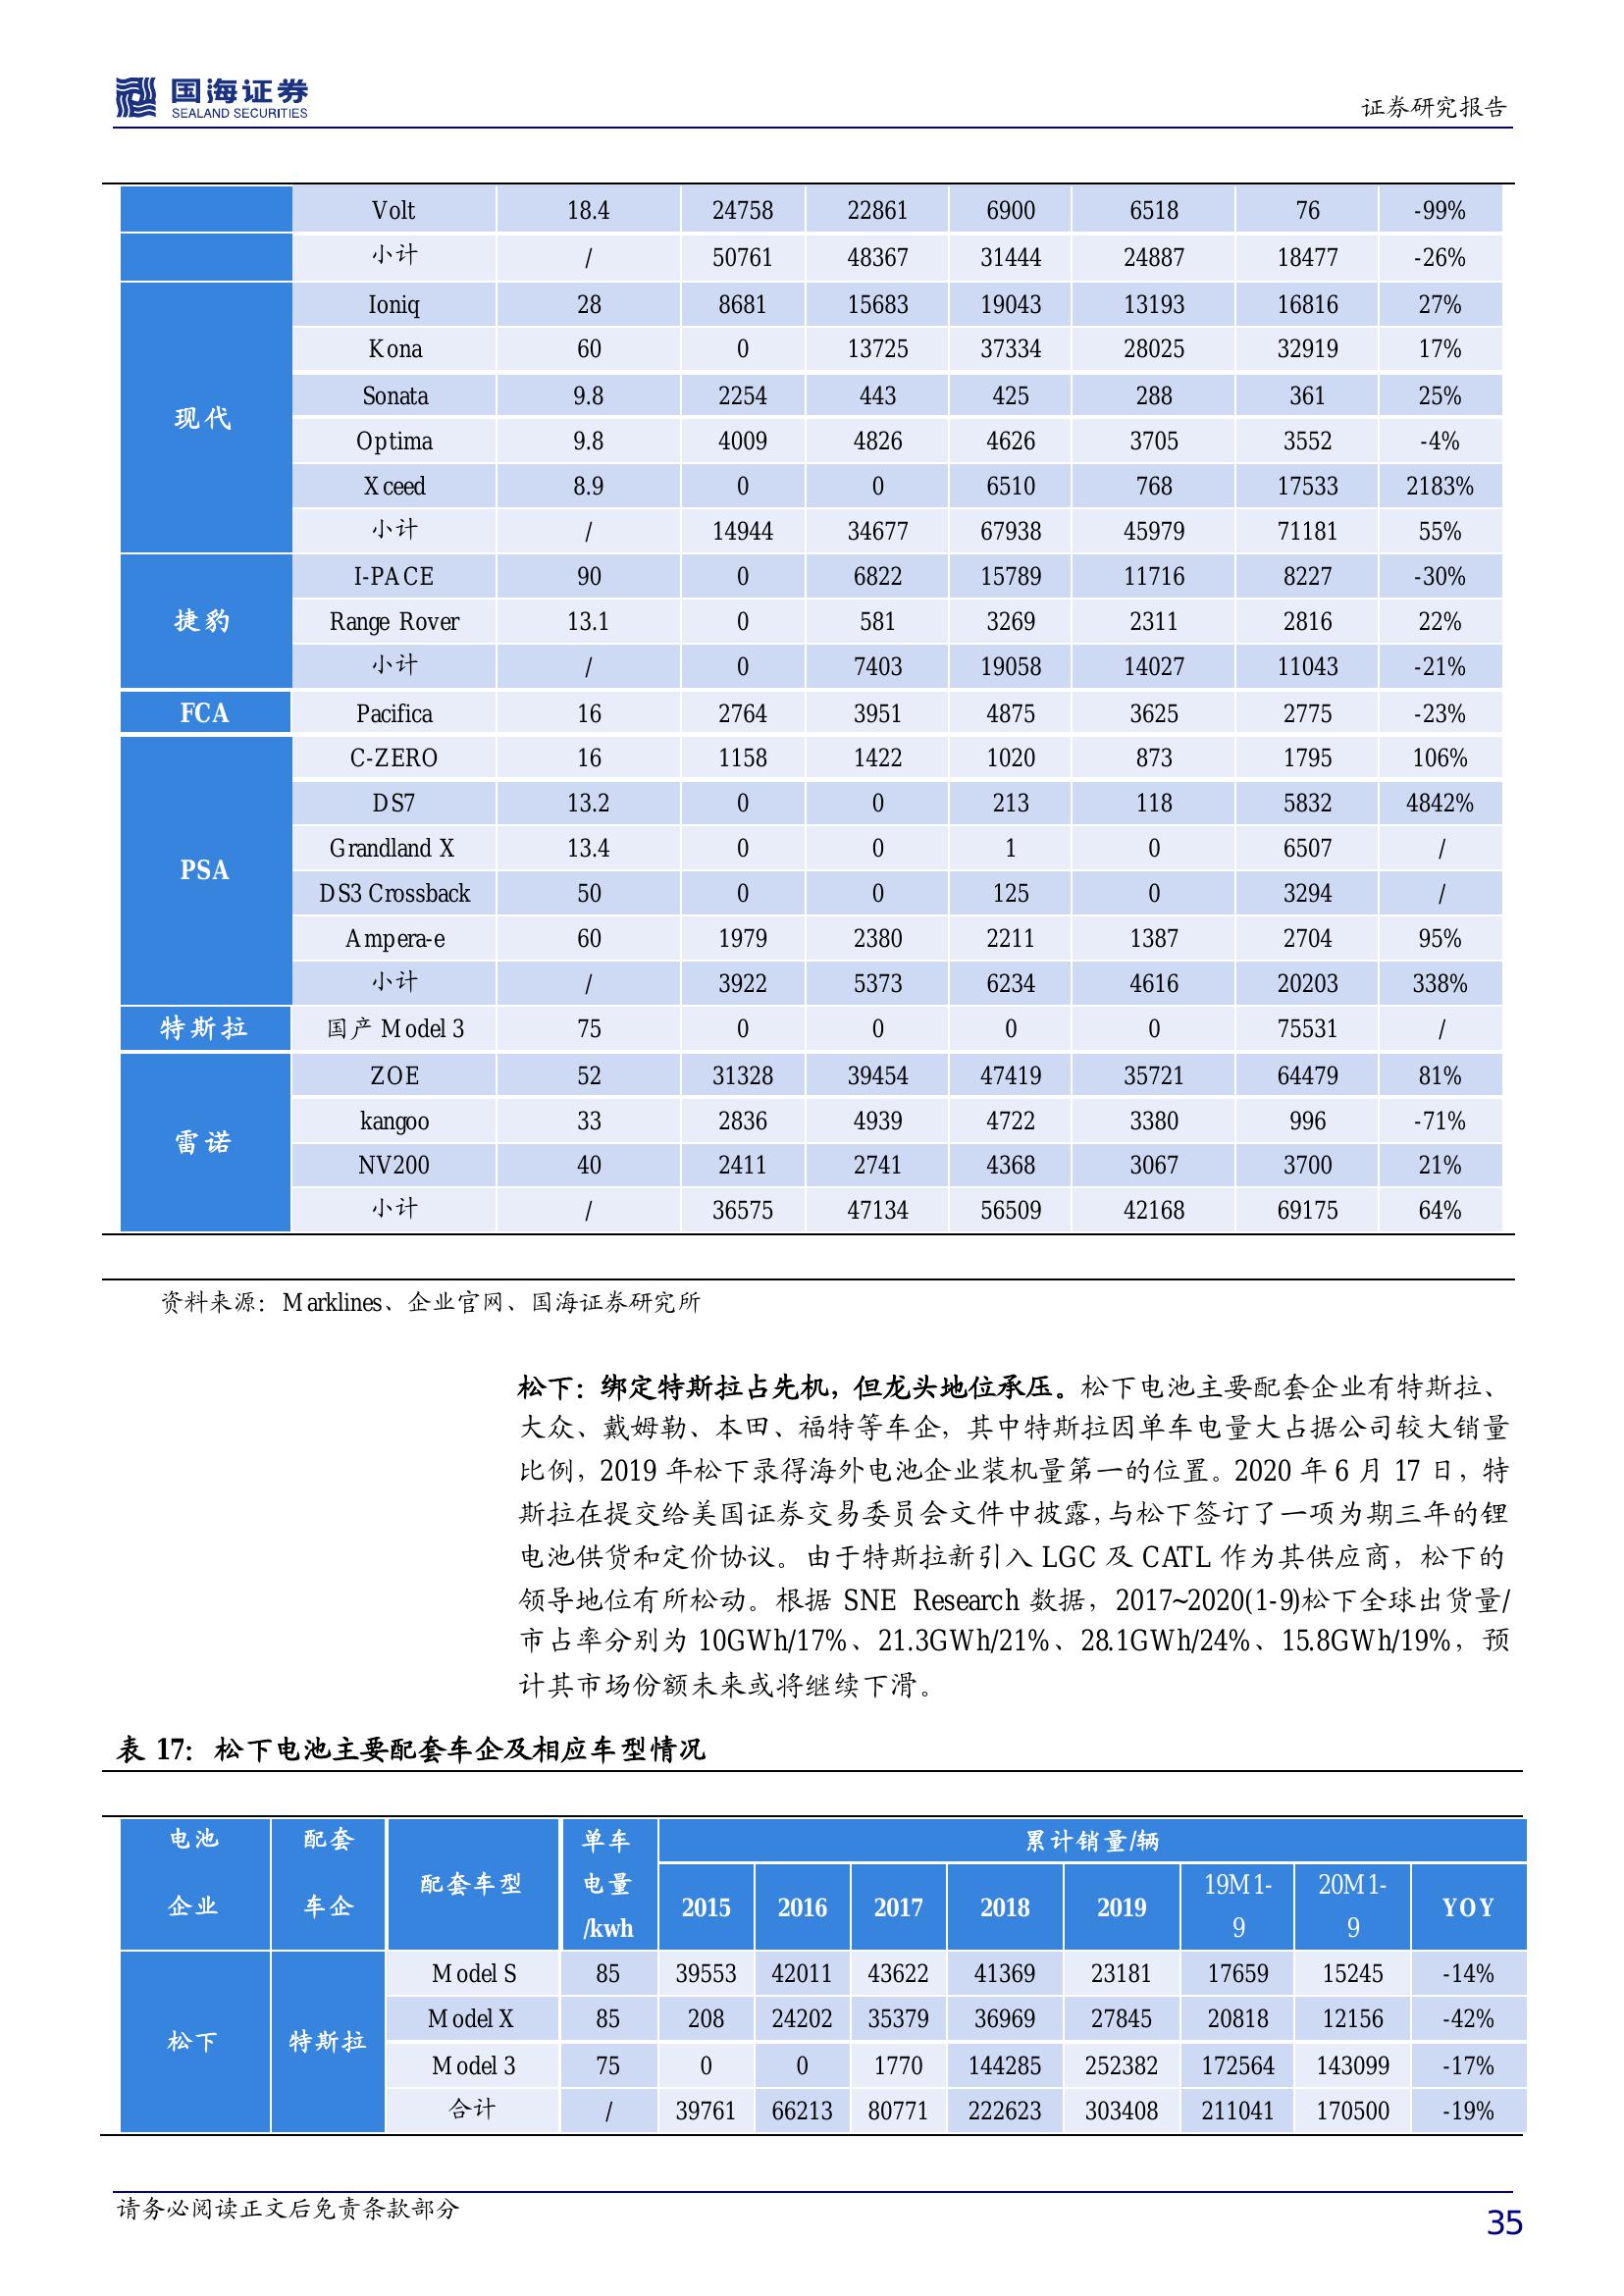 国海证券
SEALAND SECURITIES
证券研究报告
Volt 18.4 24758 22861 6900 6518 76 -99%
小计 / 50761 48367 31444 24887 18477 -26%
现代
Ioniq 28 8681 15683 19043 13193 16816 27%
Kona 60 0 13725 37334 28025 32919 17%
Sonata 9.8 2254 443 425 288 361 25%
Optima 9.8 4009 4826 4626 3705 3552 -4%
Xceed 8.9 0 0 6510 768 17533 2183%
小计 / 14944 34677 67938 45979 71181 55%
捷豹
I-PACE 90 0 6822 15789 11716 8227 -30%
Range Rover 13.1 0 581 3269 2311 2816 22%
小计 / 0 7403 19058 14027 11043 -21%
FCA Pacifica 16 2764 3951 4875 3625 2775 -23%
PSA
C-ZERO 16 1158 1422 1020 873 1795 106%
DS7 13.2 0 0 213 118 5832 4842%
Grandland X 13.4 0 0 1 0 6507 /
DS3 Crossback 50 0 0 125 0 3294 /
Ampera-e 60 1979 2380 2211 1387 2704 95%
小计 / 3922 5373 6234 4616 20203 338%
特斯拉 国产 Model 3 75 0 0 0 0 75531 /
雷诺
ZOE 52 31328 39454 47419 35721 64479 81%
kangoo 33 2836 4939 4722 3380 996 -71%
NV200 40 2411 2741 4368 3067 3700 21%
小计 / 36575 47134 56509 42168 69175 64%
资料来源：Marklines、企业官网、国海证券研究所
松下：绑定特斯拉占先机，但龙头地位承压。松下电池主要配套企业有特斯拉、
大众、戴姆勒、本田、福特等车企，其中特斯拉因单车电量大占据公司较大销量
比例，2019 年松下录得海外电池企业装机量第一的位置。2020 年 6 月 17 日，特
斯拉在提交给美国证券交易委员会文件中披露，与松下签订了一项为期三年的锂
电池供货和定价协议。由于特斯拉新引入 LGC 及 CATL 作为其供应商，松下的
领导地位有所松动。根据 SNE Research 数据，2017~2020(1-9)松下全球出货量/
市占率分别为 10GWh/17%、21.3GWh/21%、28.1GWh/24%、15.8GWh/19%，预
计其市场份额未来或将继续下滑。
表 17：松下电池主要配套车企及相应车型情况
电池
企业
配套
车企
配套车型
单车
电量
/kwh
累计销量/辆
2015 2016 2017 2018 2019 19M1-9 20M1-9 YOY
松下
特斯拉
Model S 85 39553 42011 43622 41369 23181 17659 15245 -14%
Model X 85 208 24202 35379 36969 27845 20818 12156 -42%
Model 3 75 0 0 1770 144285 252382 172564 143099 -17%
合计 / 39761 66213 80771 222623 303408 211041 170500 -19%
请务必阅读正文后免责条款部分
35